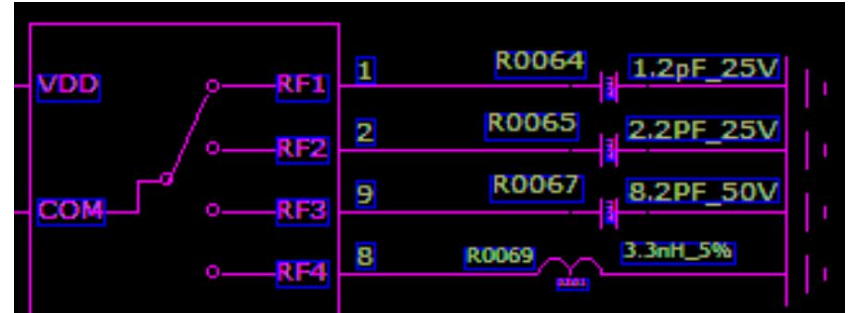 VDD RF1 1 R0064 1.2pF_25V
RF2 2 R0065 2.2PF_25V
COM RF3 9 R0067 8.2PF_50V
RF4 8 R0069 3.3nH_5%